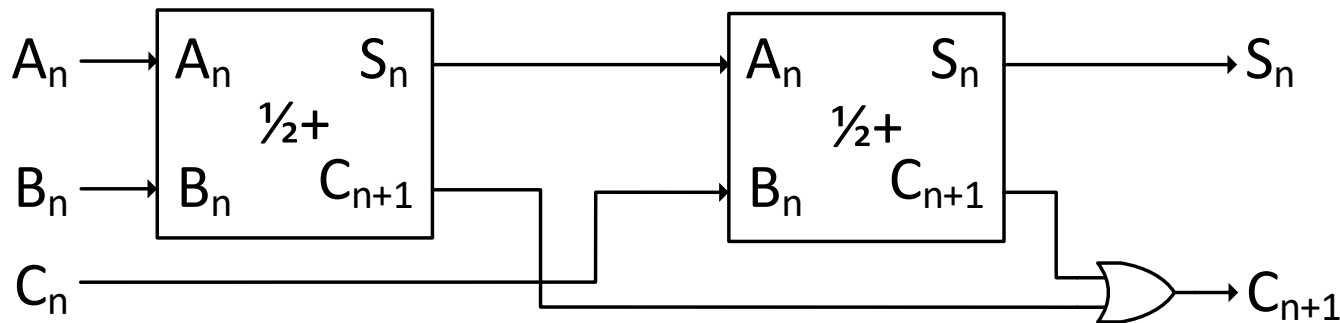 Aₙ
Aₙ Sₙ
½+
Bₙ
Bₙ Cₙ₊₁
Cₙ
Aₙ Sₙ
½+
Bₙ Cₙ₊₁
Sₙ
Cₙ₊₁